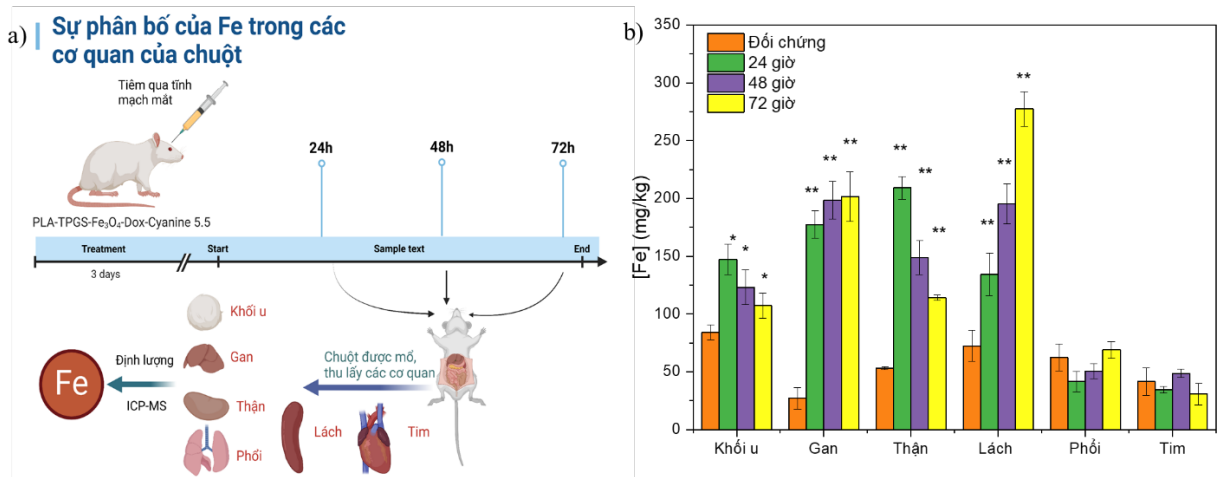 a)
Sự phân bố của Fe trong các
cơ quan của chuột
Tiêm qua tĩnh
mạch mắt
24h
48h
72h
PLA-TPGS-Fe₃O₄-Dox-Cyanine 5.5
Treatment
Start
Sample text
End
3 days
Khối u
Gan
Định lượng
Fe
ICP-MS
Thận
Phổi
Chuột được mổ,
thu lấy các cơ quan
Lách
Tim
b)
Đối chứng
24 giờ
48 giờ
72 giờ
[Fe] (mg/kg)
350
300
250
200
150
100
50
0
* * *
** ** **
** ** **
** ** **
Khối u Gan Thận Lách Phổi Tim